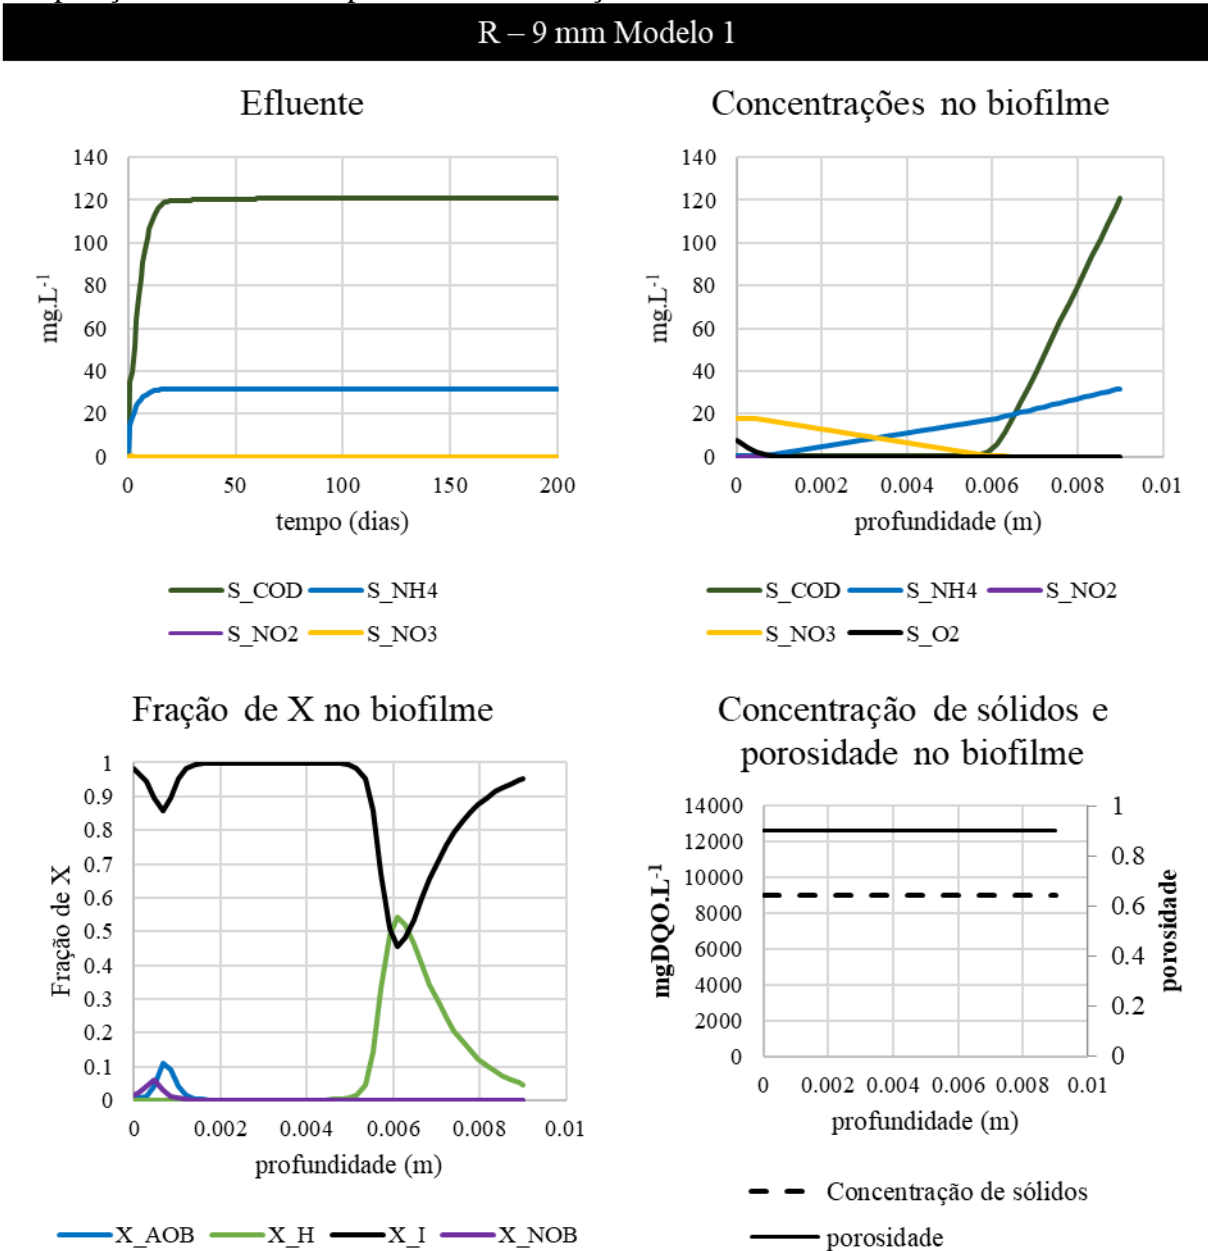 R – 9 mm Modelo 1
Efluente
140
120
100
80
60
40
20
0
mg.L⁻¹
0 50 100 150 200
tempo (dias)
S_COD S_NH4
S_NO2 S_NO3
Concentrações no biofilme
140
120
100
80
60
40
20
0
mg.L⁻¹
0 0.002 0.004 0.006 0.008 0.01
profundidade (m)
S_COD S_NH4 S_NO2
S_NO3 S_O2
Fração de X no biofilme
1
0.9
0.8
0.7
0.6
0.5
0.4
0.3
0.2
0.1
0
Fração de X
0 0.002 0.004 0.006 0.008 0.01
profundidade (m)
X_AOB X_H X_I X_NOB
Concentração de sólidos e
porosidade no biofilme
14000
12000
10000
8000
6000
4000
2000
0
mgDQO.L⁻¹
1
0.8
0.6
0.4
0.2
0
porosidade
0 0.002 0.004 0.006 0.008 0.01
profundidade (m)
Concentração de sólidos
porosidade